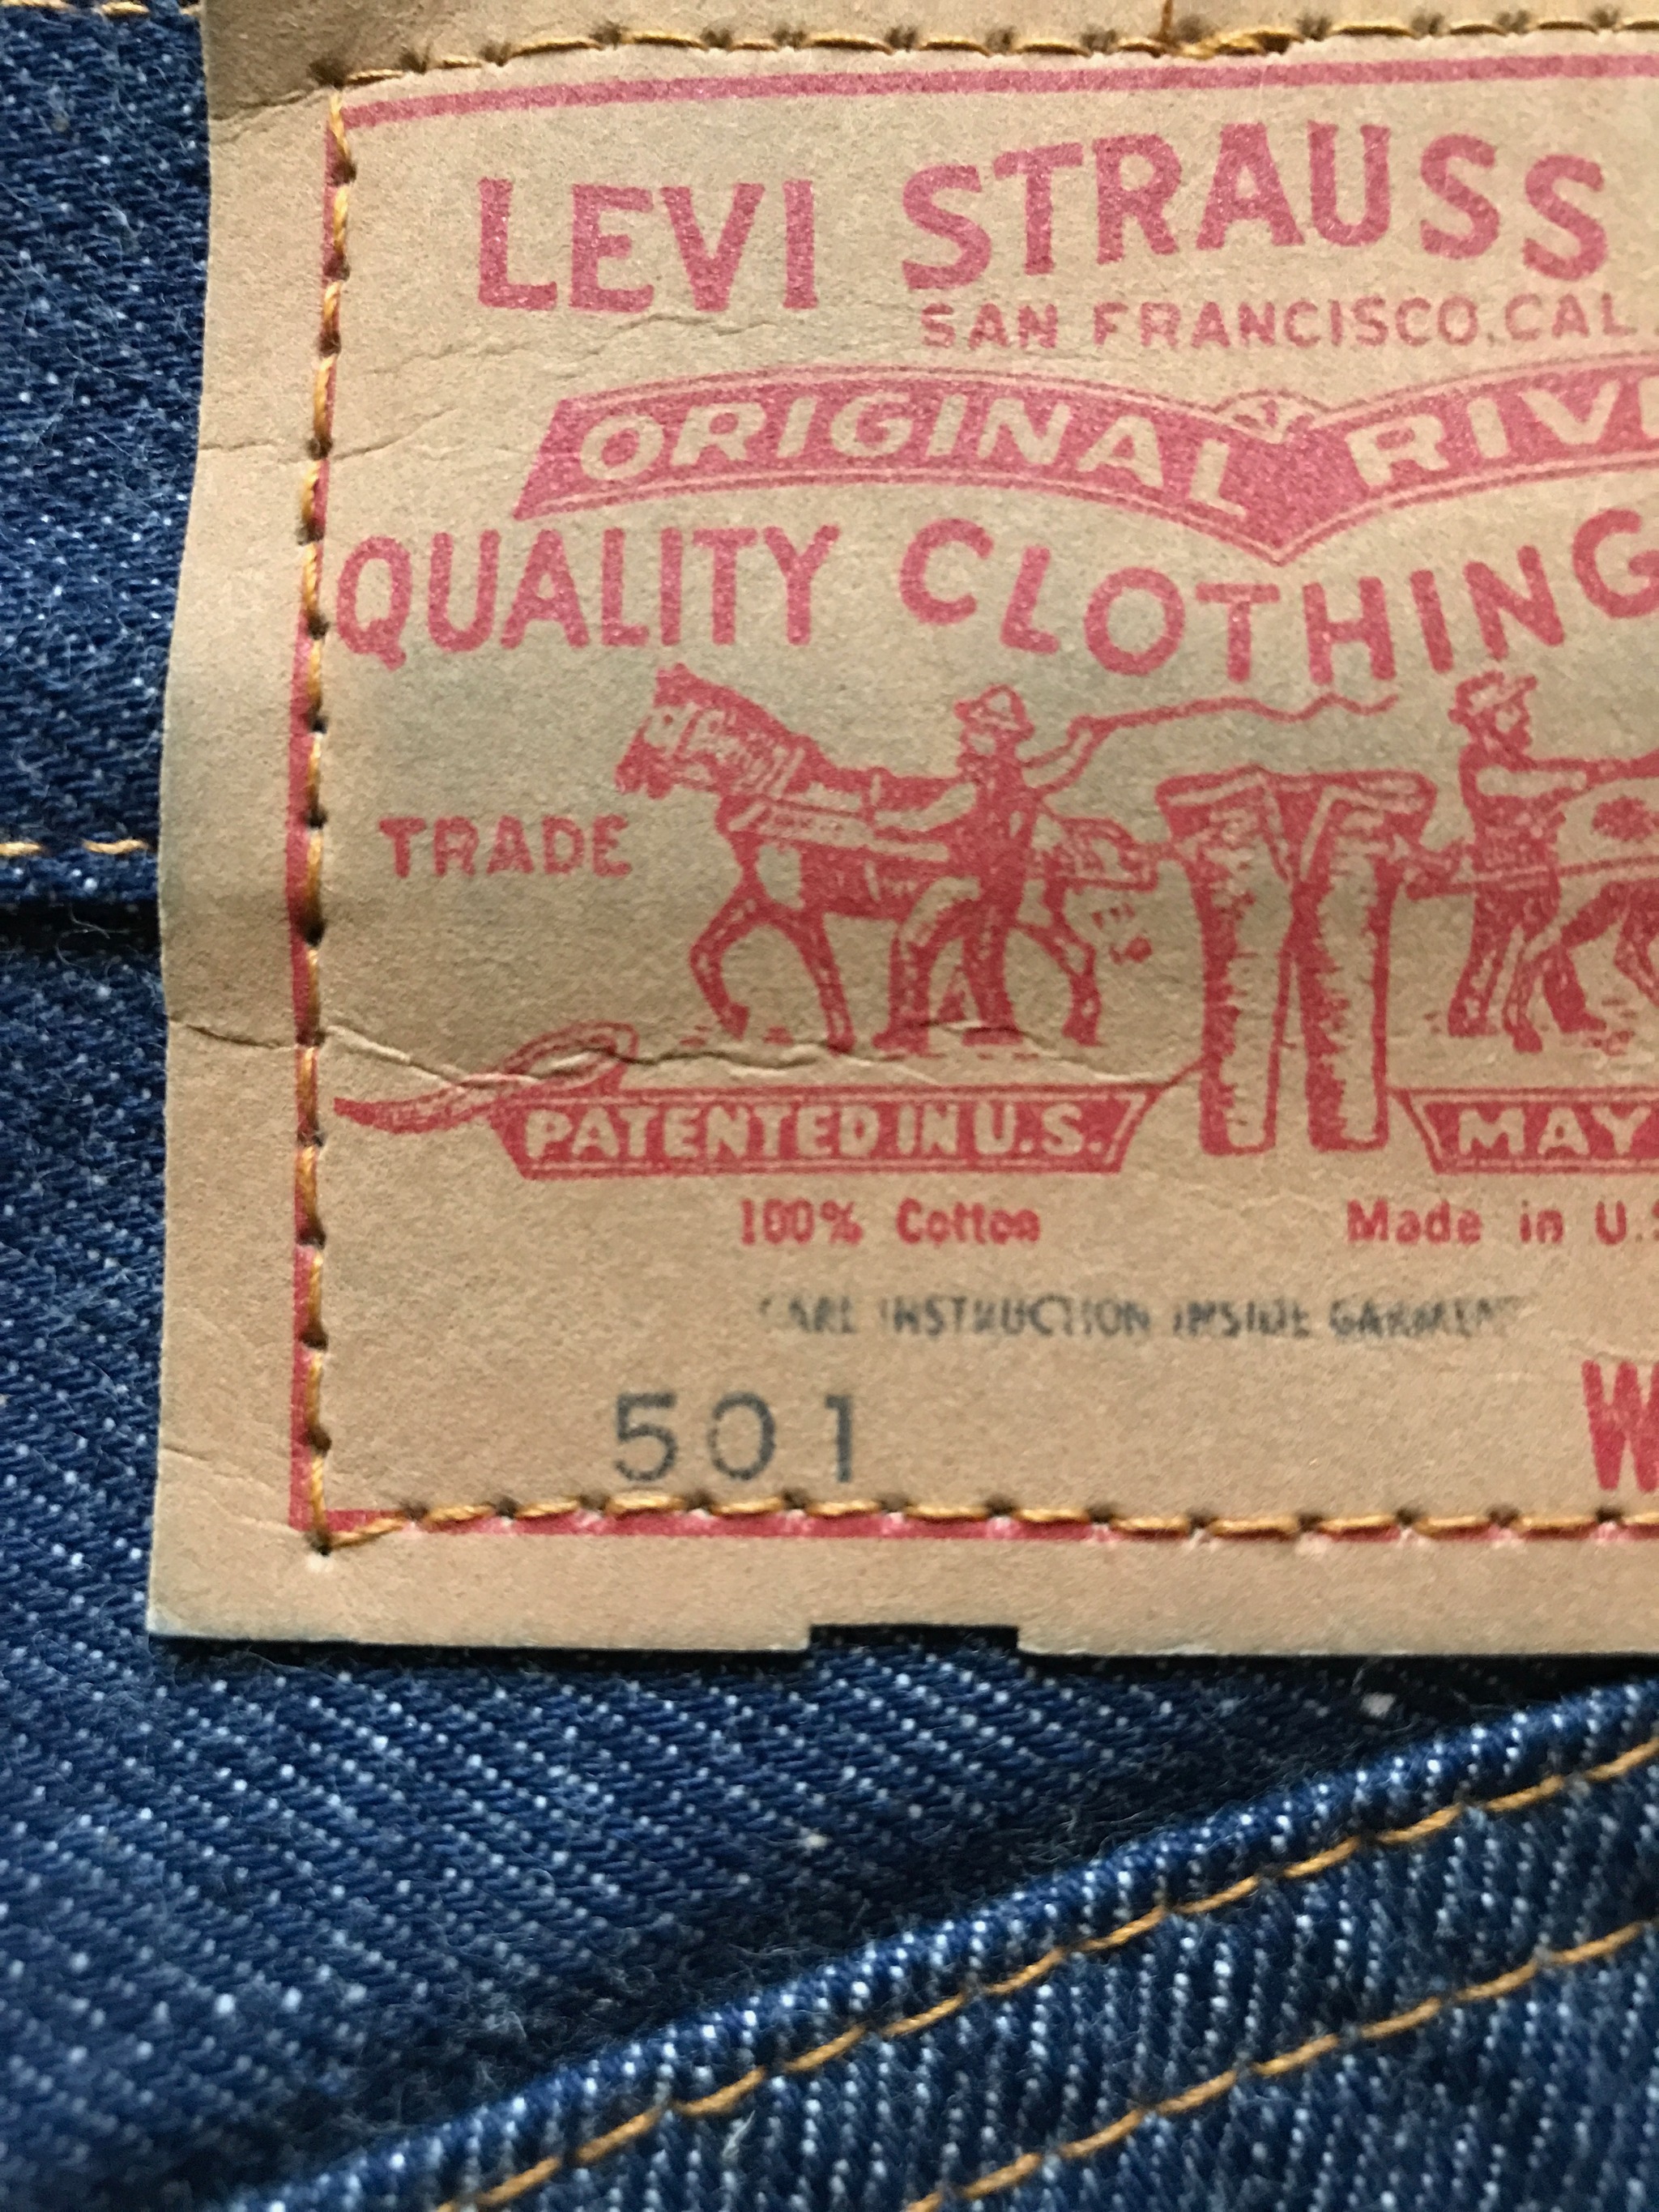 LEVI STRAUSS
SAN FRANCISCO, CAL.
ORIGINAL RIV
QUALITY CLOTHING
TRADE
PATENTED IN U.S. MAY
100% Cotton Made in U.S
CARE INSTRUCTION INSIDE GARMENT
501 W